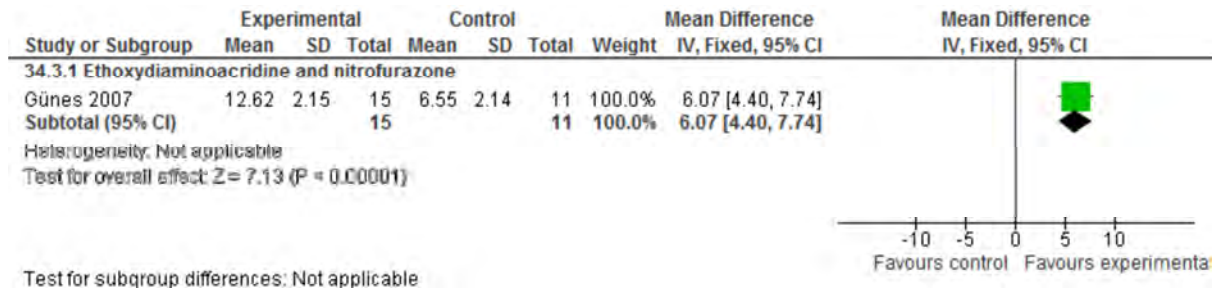 Experimental Control Mean Difference Mean Difference
Study or Subgroup Mean SD Total Mean SD Total Weight IV, Fixed, 95% CI IV, Fixed, 95% CI
34.3.1 Ethoxydiaminoacridine and nitrofurazone
Günes 2007 12.62 2.15 15 6.55 2.14 11 100.0% 6.07 [4.40, 7.74]
Subtotal (95% CI) 15 11 100.0% 6.07 [4.40, 7.74]
Heterogeneity: Not applicable
Test for overall effect: Z = 7.13 (P < 0.00001)
-10 -5 0 5 10
Favours control Favours experimenta
Test for subgroup differences: Not applicable